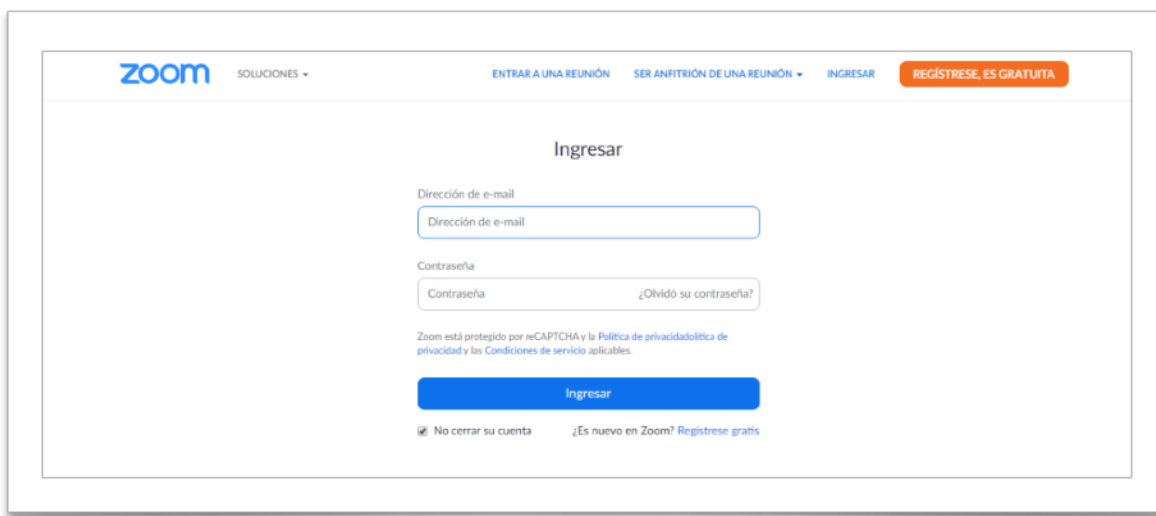 zoom SOLUCIONES ENTRAR A UNA REUNIÓN SER ANFITRIÓN DE UNA REUNIÓN INGRESAR REGÍSTRESE, ES GRATUITA
Ingresar
Dirección de e-mail
Dirección de e-mail
Contraseña
Contraseña ¿Olvidó su contraseña?
Zoom está protegido por reCAPTCHA y la Política de privacidadolítica de
privacidad y las Condiciones de servicio aplicables.
Ingresar
No cerrar su cuenta ¿Es nuevo en Zoom? Regístrese gratis